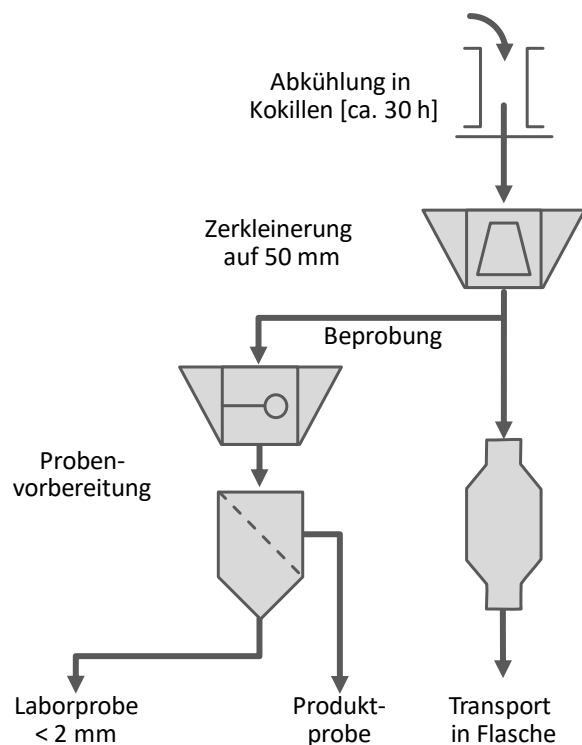 Abkühlung in
Kokillen [ca. 30 h]
Zerkleinerung
auf 50 mm
Beprobung
Proben-
vorbereitung
Laborprobe
< 2 mm
Produkt-
probe
Transport
in Flasche